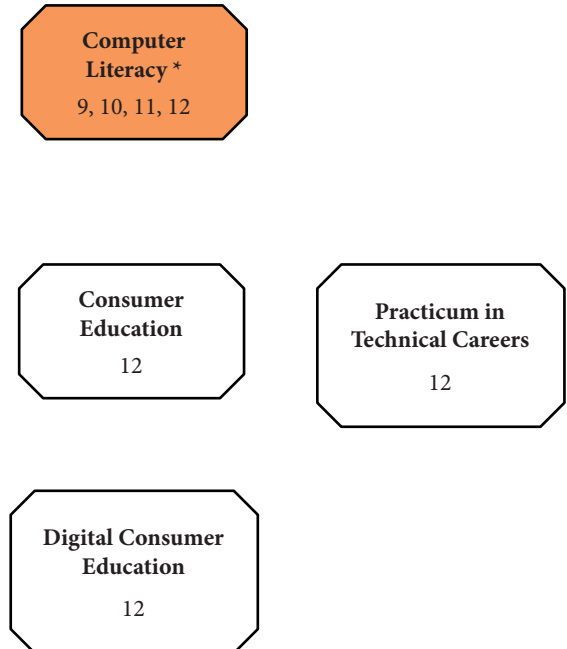 Computer
Literacy *
9, 10, 11, 12
Consumer
Education
12
Practicum in
Technical Careers
12
Digital Consumer
Education
12